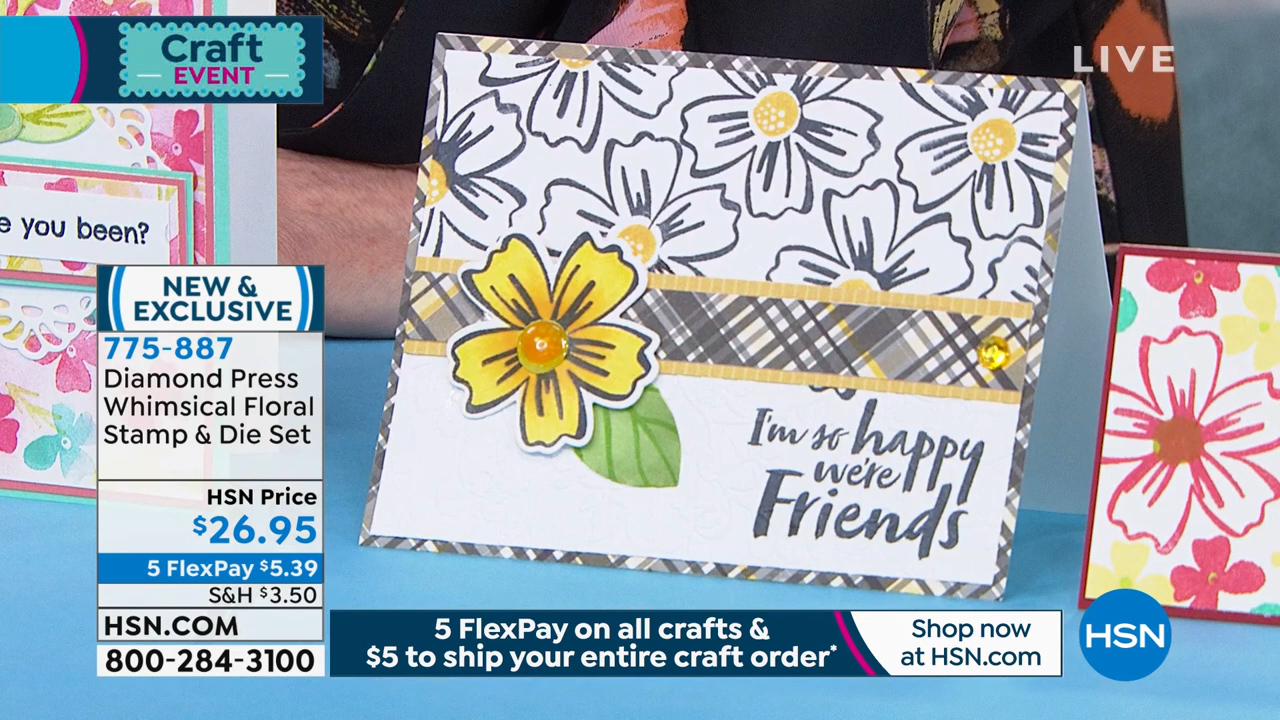 Craft
EVENT
LIVE
e you been?
NEW &
EXCLUSIVE
775-887
Diamond Press
Whimsical Floral
Stamp & Die Set
HSN Price
$26.95
5 FlexPay $5.39
S&H $3.50
HSN.COM
800-284-3100
I'm so happy
we're
Friends
5 FlexPay on all crafts &
$5 to ship your entire craft order*
Shop now
at HSN.com
HSN